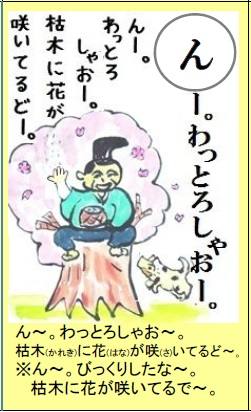 んー。
わっとろ
しゃおー。
枯木に花が
咲いてるどー。
ん
ー。わっとろしゃおー。
ん～。わっとろしゃお～。
枯木(かれき)に花(はな)が咲(さ)いてるど～。
※ん～。びっくりしたな～。
枯木に花が咲いてるで～。